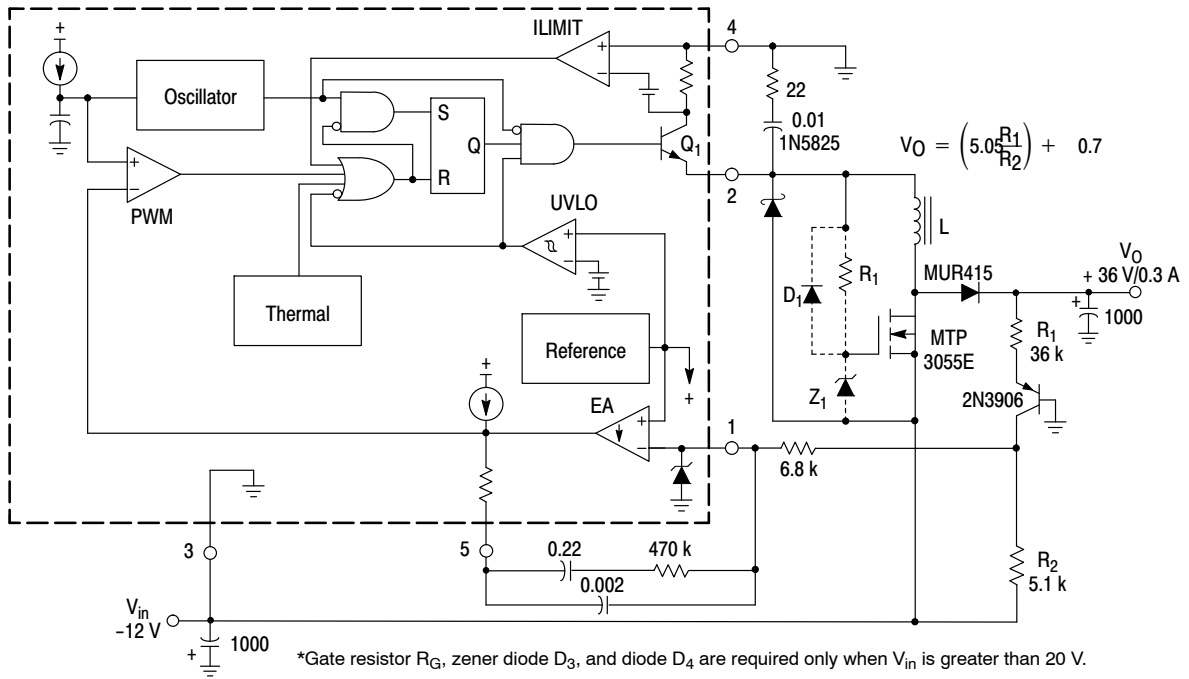 +
ILIMIT
+
−
4
Oscillator
S
Q
R
22
0.01
1N5825
Q1
VO = (5.05 R1/R2) + 0.7
+
−
PWM
2
UVLO
+
−
L
Thermal
D1
R1
MUR415
VO
+ 36 V/0.3 A
+
1000
Reference
+
MTP
3055E
R1
36 k
Z1
2N3906
+
EA
+
−
1
6.8 k
3
5
0.22
470 k
0.002
R2
5.1 k
Vin
−12 V
+
1000
*Gate resistor RG, zener diode D3, and diode D4 are required only when Vin is greater than 20 V.